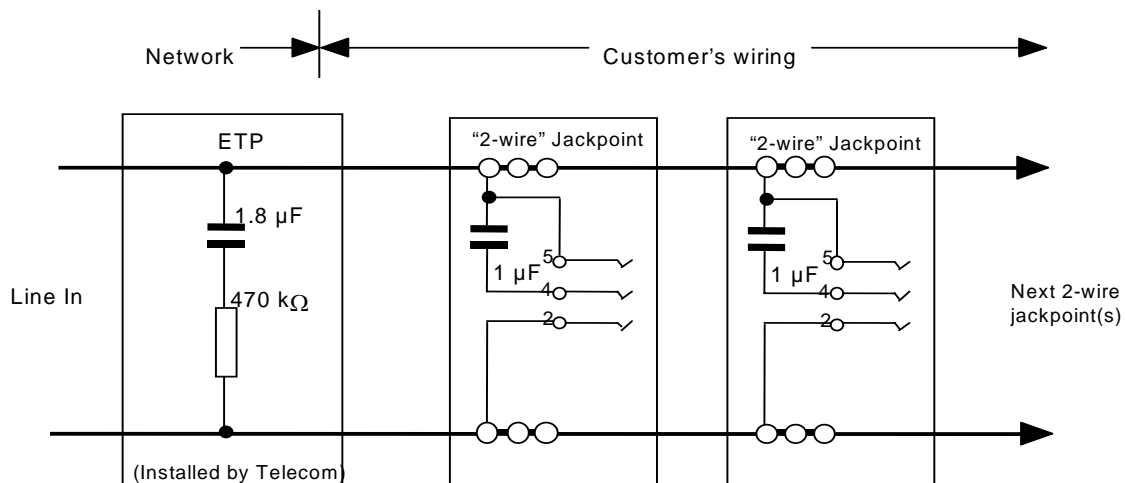 Network
Customer's wiring
ETP
“2-wire” Jackpoint
“2-wire” Jackpoint
1.8 µF
5
1 µF
4
2
5
1 µF
4
2
Line In
470 kΩ
Next 2-wire
jackpoint(s)
(Installed by Telecom)